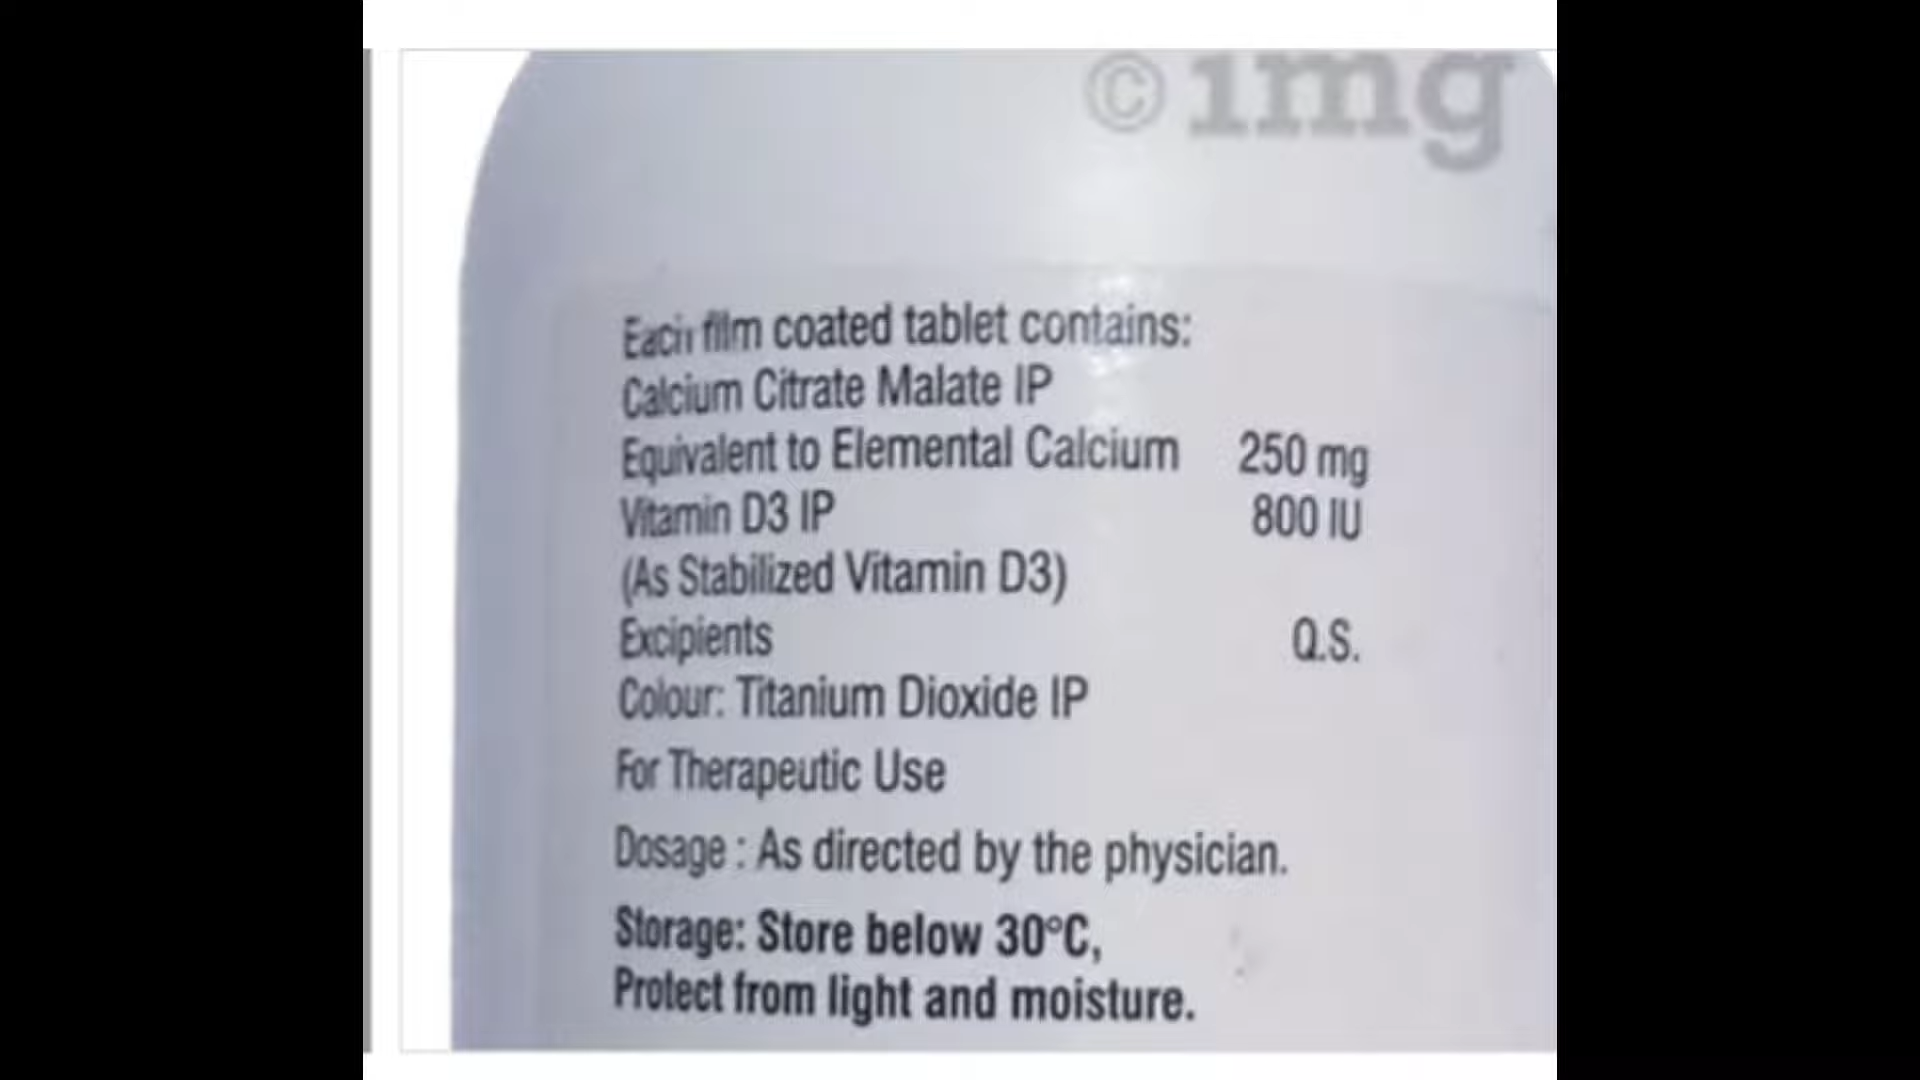 © 1mg
Each film coated tablet contains:
Calcium Citrate Malate IP
Equivalent to Elemental Calcium 250 mg
Vitamin D3 IP 800 IU
(As Stabilized Vitamin D3)
Excipients Q.S.
Colour: Titanium Dioxide IP
For Therapeutic Use
Dosage : As directed by the physician.
Storage: Store below 30°C,
Protect from light and moisture.